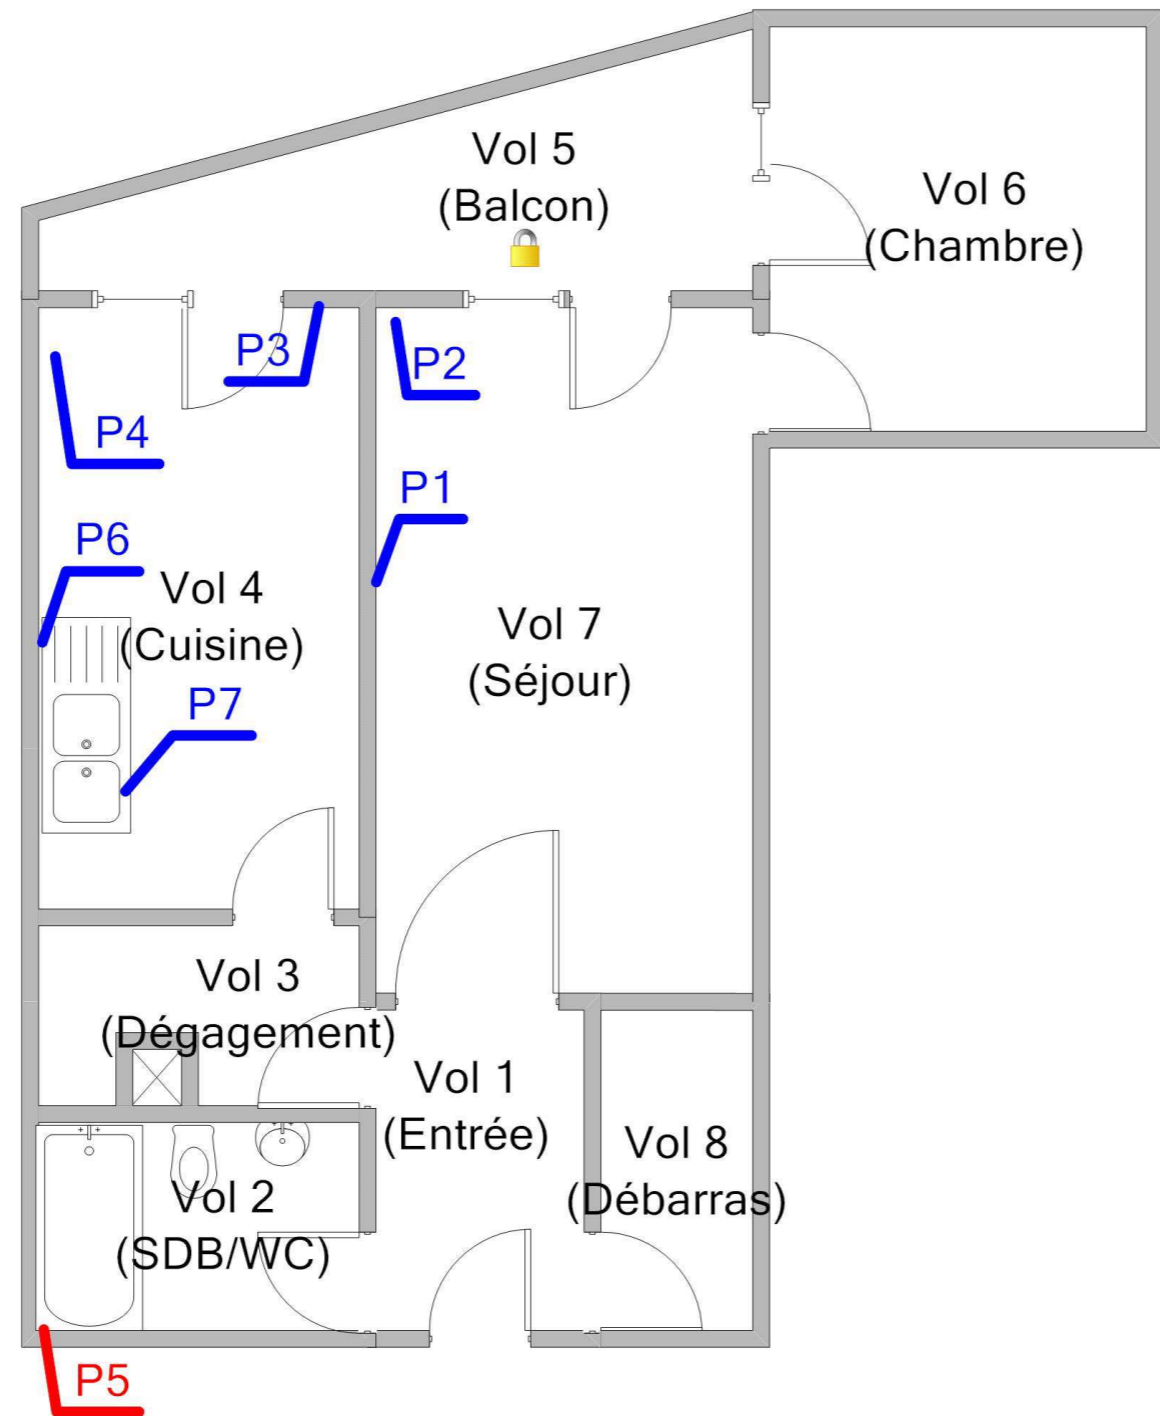 Vol 5
(Balcon)
Vol 6
(Chambre)
P3
P2
P4
P1
P6
Vol 4
(Cuisine)
Vol 7
(Séjour)
P7
Vol 3
(Dégagement)
Vol 1
(Entrée)
Vol 8
(Débarras)
Vol 2
(SDB/WC)
P5